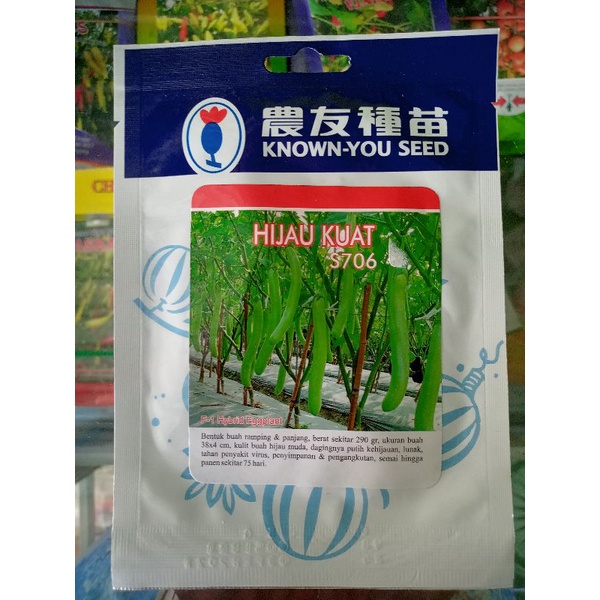 農友種苗
KNOWN-YOU SEED
HIJAU KUAT
S706
F-1 Hybrid Eggplant
Bentuk buah ramping & panjang, berat sekitar 290 gr, ukuran buah
38x4 cm, kulit buah hijau muda, dagingnya putih kehijauan, lunak,
tahan penyakit virus, penyimpanan & pengangkutan, semai hingga
panen sekitar 75 hari.